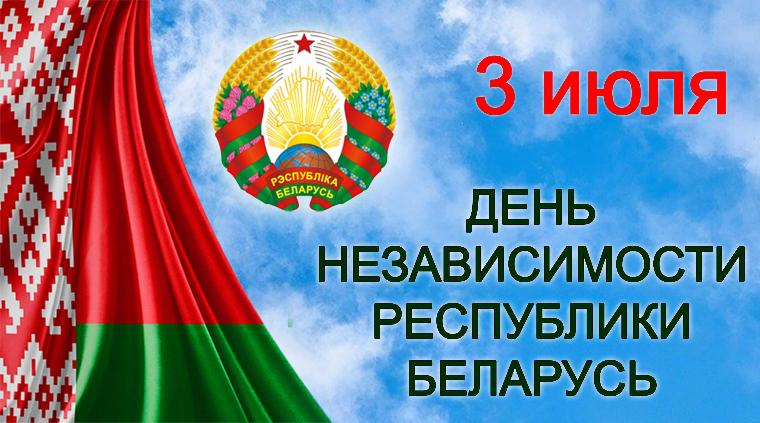 3 июля
РЭСПУБЛІКА
БЕЛАРУСЬ
ДЕНЬ
НЕЗАВИСИМОСТИ
РЕСПУБЛИКИ
БЕЛАРУСЬ